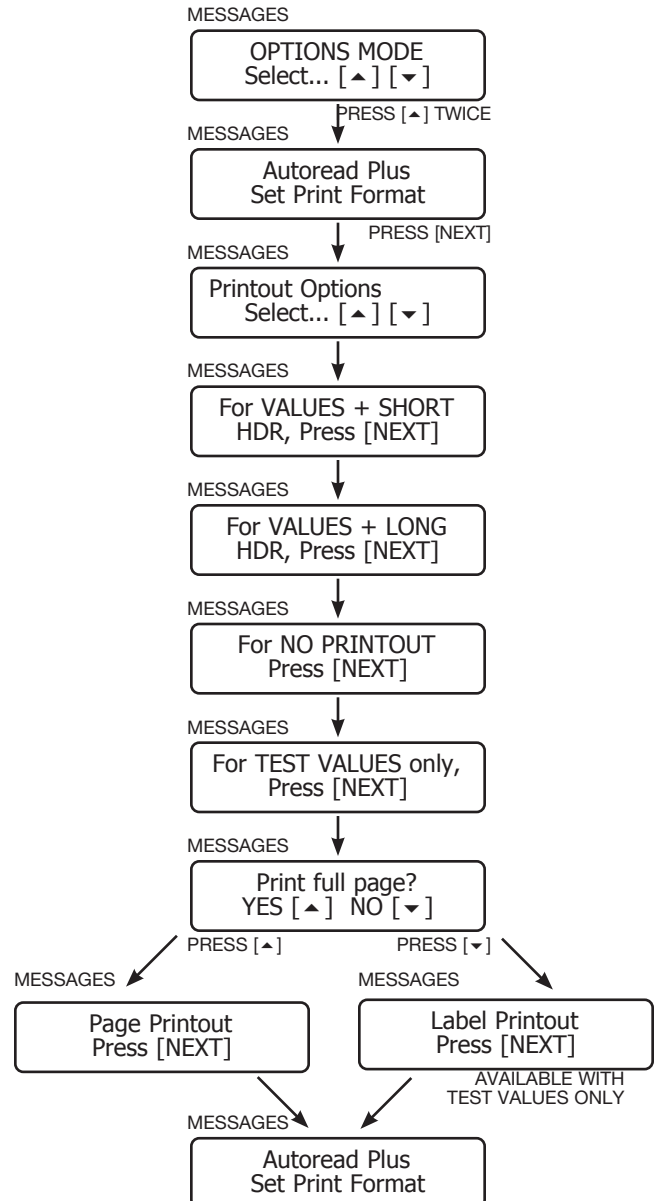 MESSAGES
OPTIONS MODE
Select... [▲] [▼]
PRESS [▲] TWICE
MESSAGES
Autoread Plus
Set Print Format
PRESS [NEXT]
MESSAGES
Printout Options
Select... [▲] [▼]
MESSAGES
For VALUES + SHORT
HDR, Press [NEXT]
MESSAGES
For VALUES + LONG
HDR, Press [NEXT]
MESSAGES
For NO PRINTOUT
Press [NEXT]
MESSAGES
For TEST VALUES only,
Press [NEXT]
MESSAGES
Print full page?
YES [▲] NO [▼]
PRESS [▲]
PRESS [▼]
MESSAGES
Page Printout
Press [NEXT]
MESSAGES
Label Printout
Press [NEXT]
AVAILABLE WITH
TEST VALUES ONLY
MESSAGES
Autoread Plus
Set Print Format